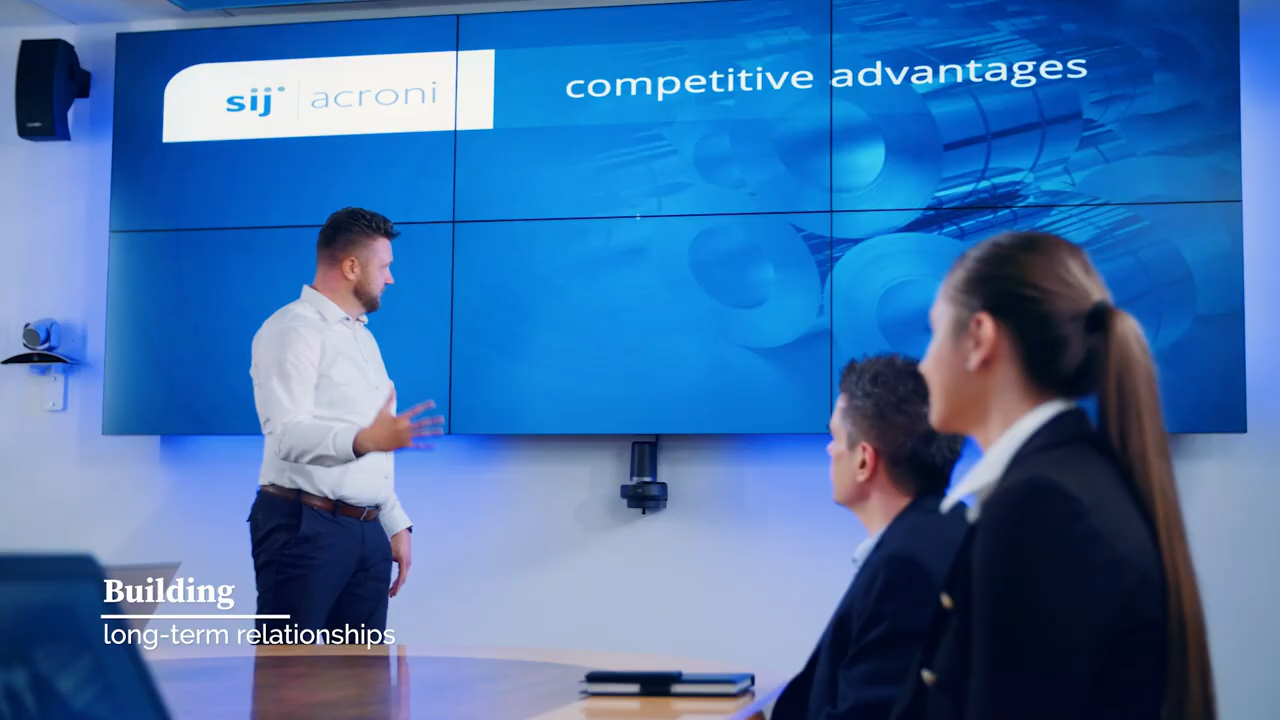 sij acroni
competitive advantages
Building
long-term relationships